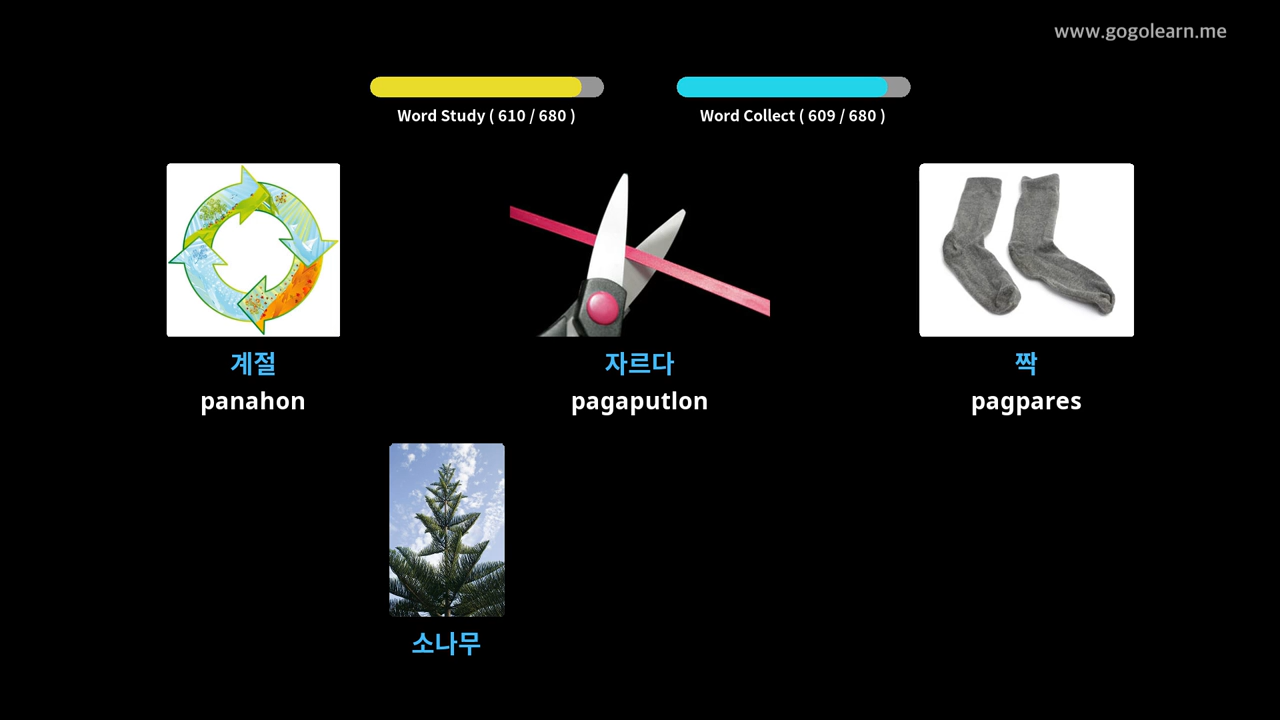 www.gogolearn.me
Word Study ( 610 / 680 )
Word Collect ( 609 / 680 )
계절
자르다
짝
panahon
pagaputlon
pagpares
소나무